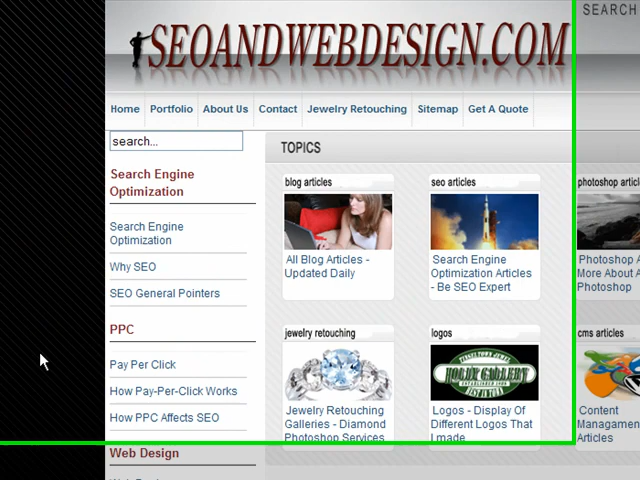 SEARCH
SEOANDWEBDESIGN.COM
Home
Portfolio
About Us
Contact
Jewelry Retouching
Sitemap
Get A Quote
search...
TOPICS
Search Engine
Optimization
Search Engine
Optimization
Why SEO
SEO General Pointers
PPC
Pay Per Click
How Pay-Per-Click Works
How PPC Affects SEO
Web Design
blog articles
All Blog Articles -
Updated Daily
seo articles
Search Engine
Optimization Articles
- Be SEO Expert
photoshop
Photoshop A
More About A
Photoshop
jewelry retouching
Jewelry Retouching
Galleries - Diamond
Photoshop Services
logos
HOBBY GALLERY
Logos - Display Of
Different Logos That
I made
cms articles
Content
Managamen
Articles